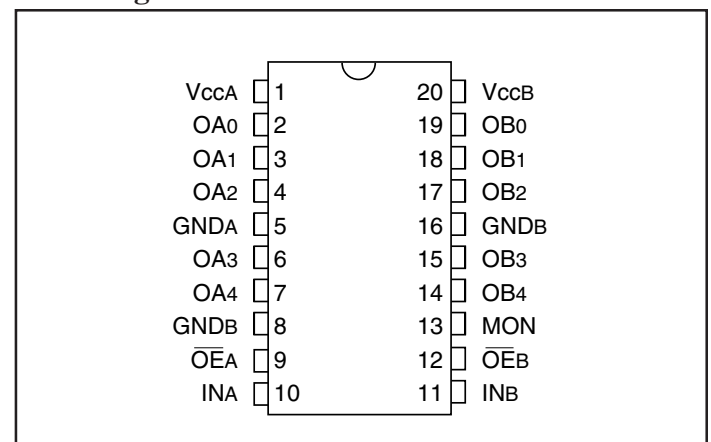 VccA 1 20 VccB
OA0 2 19 OB0
OA1 3 18 OB1
OA2 4 17 OB2
GNDA 5 16 GNDB
OA3 6 15 OB3
OA4 7 14 OB4
GNDB 8 13 MON
O̅E̅A 9 12 O̅E̅B
INA 10 11 INB